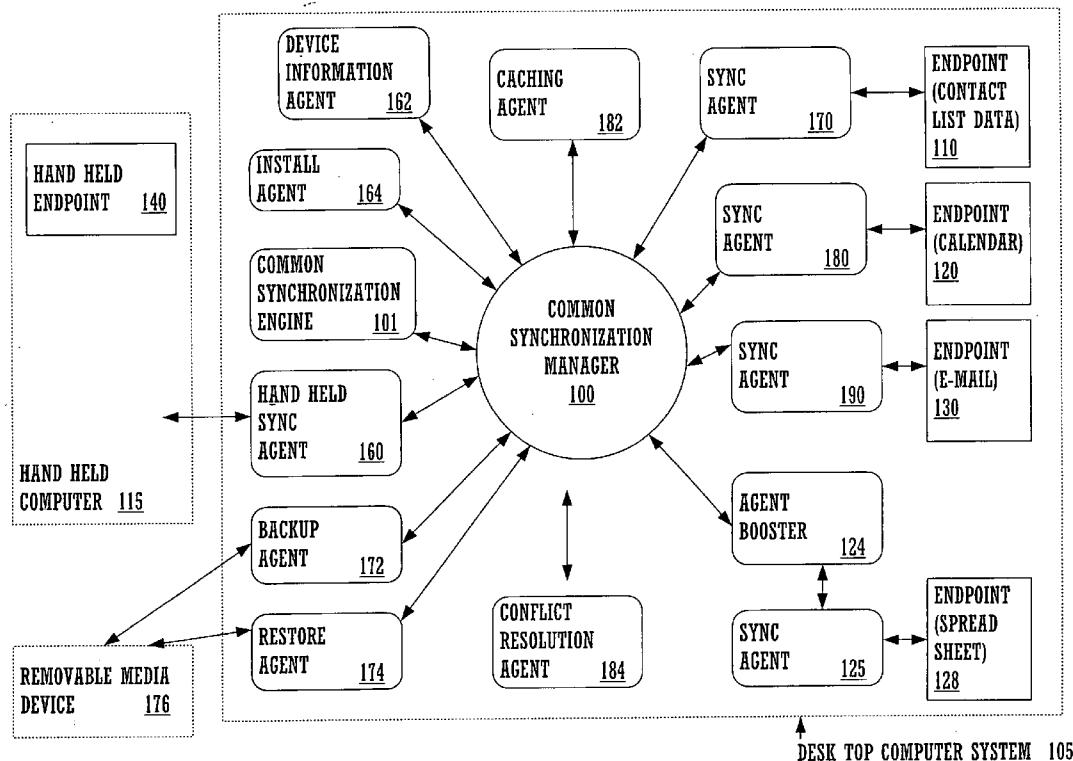 DEVICE
INFORMATION
AGENT 162
CACHING
AGENT
182
SYNC
AGENT
170
ENDPOINT
(CONTACT
LIST DATA)
110
HAND HELD
ENDPOINT 140
INSTALL
AGENT 164
SYNC
AGENT
180
ENDPOINT
(CALENDAR)
120
COMMON
SYNCHRONIZATION
ENGINE 101
COMMON
SYNCHRONIZATION
MANAGER
100
SYNC
AGENT
190
ENDPOINT
(E-MAIL)
130
HAND HELD
SYNC
AGENT 160
HAND HELD
COMPUTER 115
BACKUP
AGENT 172
AGENT
BOOSTER
124
RESTORE
AGENT 174
CONFLICT
RESOLUTION
AGENT 184
SYNC
AGENT 125
ENDPOINT
(SPREAD
SHEET)
128
REMOVABLE MEDIA
DEVICE 176
DESK TOP COMPUTER SYSTEM 105